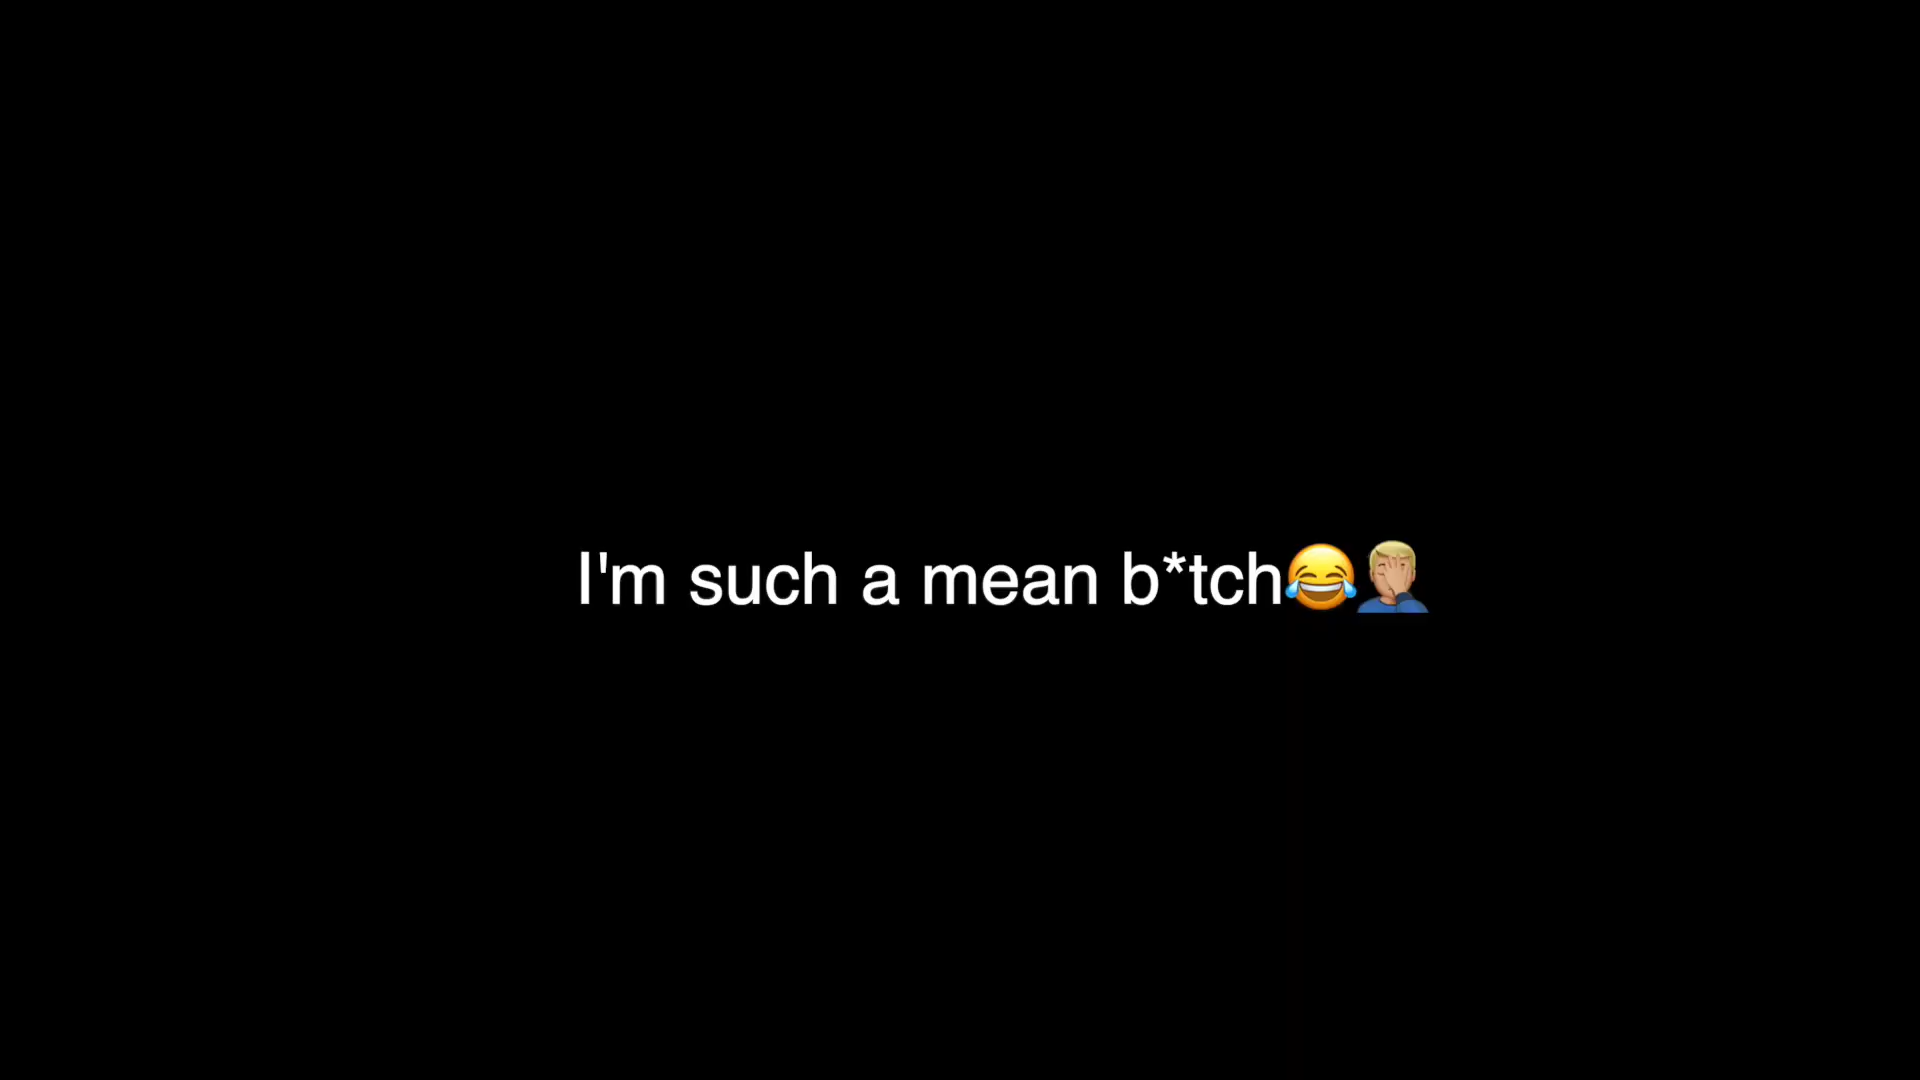 I'm such a mean b*tch😂🤦🏼‍♂️